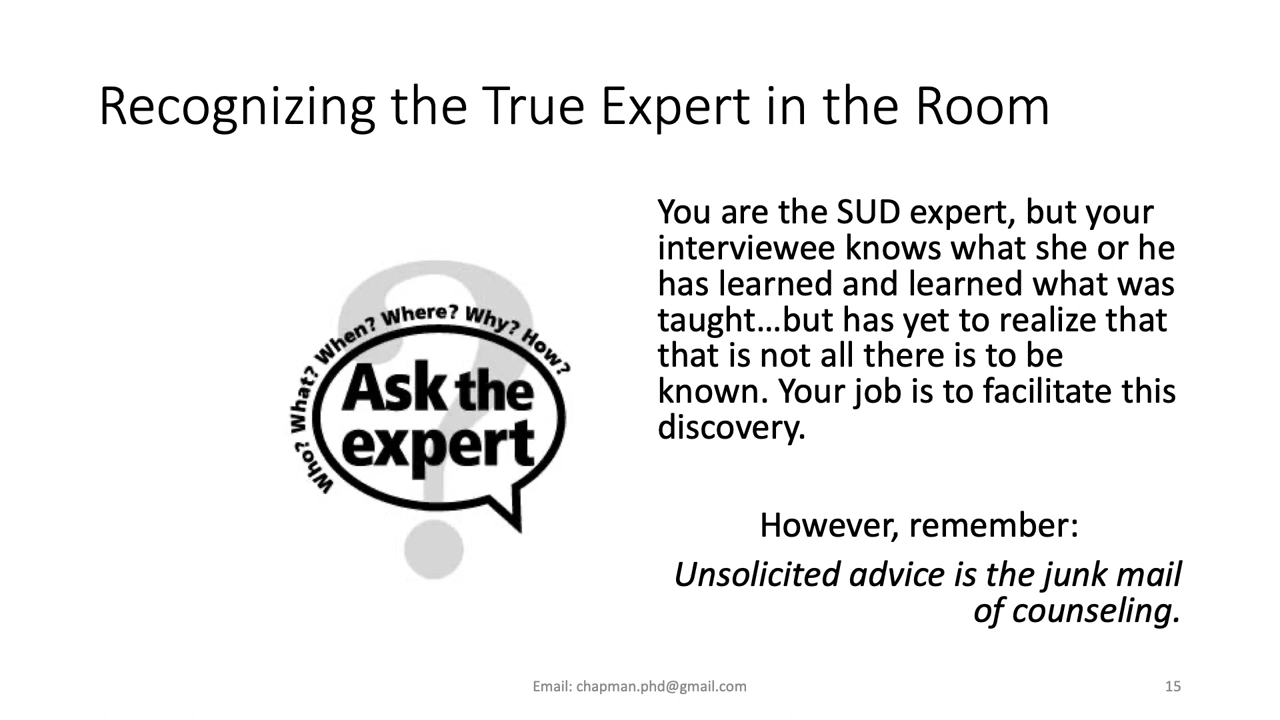 Recognizing the True Expert in the Room
Who? What? When? Where? Why? How?
Ask the
expert
You are the SUD expert, but your
interviewee knows what she or he
has learned and learned what was
taught…but has yet to realize that
that is not all there is to be
known. Your job is to facilitate this
discovery.
However, remember:
Unsolicited advice is the junk mail
of counseling.
Email: chapman.phd@gmail.com
15